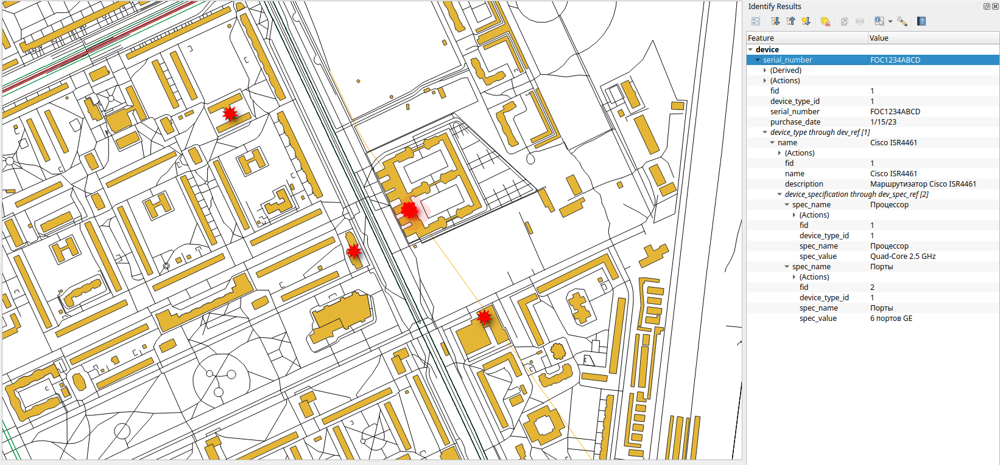 Identify Results
Feature Value
device
serial_number FOC1234ABCD
(Derived)
(Actions)
fid 1
device_type_id 1
serial_number FOC1234ABCD
purchase_date 1/15/23
device_type through dev_ref [1]
name Cisco ISR4461
(Actions)
fid 1
name Cisco ISR4461
description Маршрутизатор Cisco ISR4461
device_specification through dev_spec_ref [2]
spec_name Процессор
(Actions)
fid 1
device_type_id 1
spec_name Процессор
spec_value Quad-Core 2.5 GHz
spec_name Порты
(Actions)
fid 2
device_type_id 1
spec_name Порты
spec_value 6 портов GE